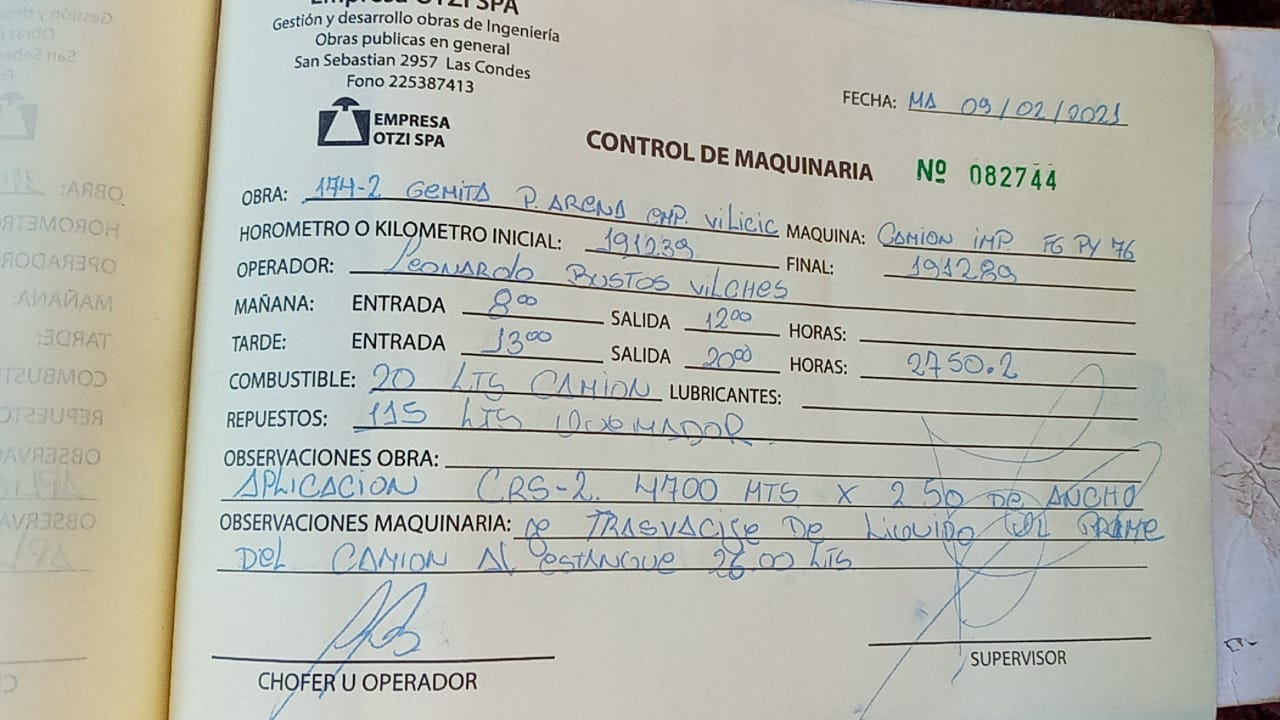 Empresa OTZI SPA
Gestión y desarrollo obras de Ingeniería
Obras publicas en general
San Sebastian 2957 Las Condes
Fono 225387413
EMPRESA
OTZI SPA
FECHA: MA 09/02/2021
CONTROL DE MAQUINARIA Nº 082744
OBRA: 174-2 GEMITA P. ARENA EMP. VILICIC MAQUINA: CAMION IMP. FG PY 76
HOROMETRO O KILOMETRO INICIAL: 191239. FINAL: 191289
OPERADOR: LEONARDO BUSTOS VILCHES
MAÑANA: ENTRADA 8⁰⁰ SALIDA 12⁰⁰ HORAS:
TARDE: ENTRADA 13⁰⁰ SALIDA 20⁰⁰ HORAS: 2750.2
COMBUSTIBLE: 20 LTS CAMION LUBRICANTES:
REPUESTOS: 115 LTS
OBSERVACIONES OBRA:
APLICACION CRS-2. 4700 MTS X 2 50 DE ANCHO
OBSERVACIONES MAQUINARIA: se TRASVACIJE DE LIQUIDO
DEL CAMION AL ESTANQUE 26.00 LTS
CHOFER U OPERADOR
SUPERVISOR